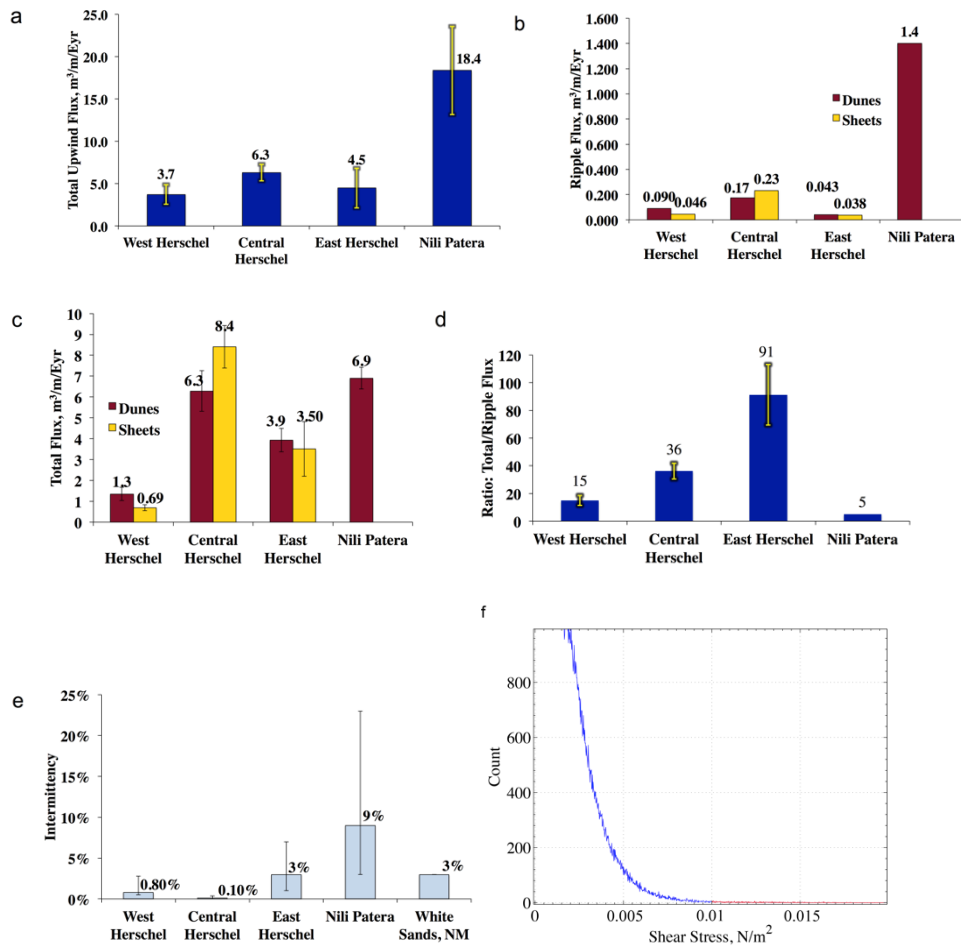 a
Total Upwind Flux, m³/m/Eyr
25.0
20.0
15.0
10.0
5.0
0.0
3.7
6.3
4.5
18.4
West Herschel
Central
Herschel
East Herschel
Nili Patera
b
Ripple Flux, m³/m/Eyr
1.600
1.400
1.200
1.000
0.800
0.600
0.400
0.200
0.000
Dunes
Sheets
0.090
0.046
0.17
0.23
0.043
0.038
1.4
West
Herschel
Central
Herschel
East
Herschel
Nili Patera
c
Total Flux, m³/m/Eyr
10
9
8
7
6
5
4
3
2
1
0
Dunes
Sheets
1.3
0.69
6.3
8.4
3.9
3.50
6.9
West
Herschel
Central
Herschel
East
Herschel
Nili Patera
d
Ratio: Total/Ripple Flux
120
100
80
60
40
20
0
15
36
91
5
West Herschel
Central
Herschel
East Herschel
Nili Patera
e
Intermittency
25%
20%
15%
10%
5%
0%
0.80%
0.10%
3%
9%
3%
West
Herschel
Central
Herschel
East
Herschel
Nili Patera
White
Sands, NM
f
Count
800
600
400
200
0
0
0.005
0.01
0.015
Shear Stress, N/m²